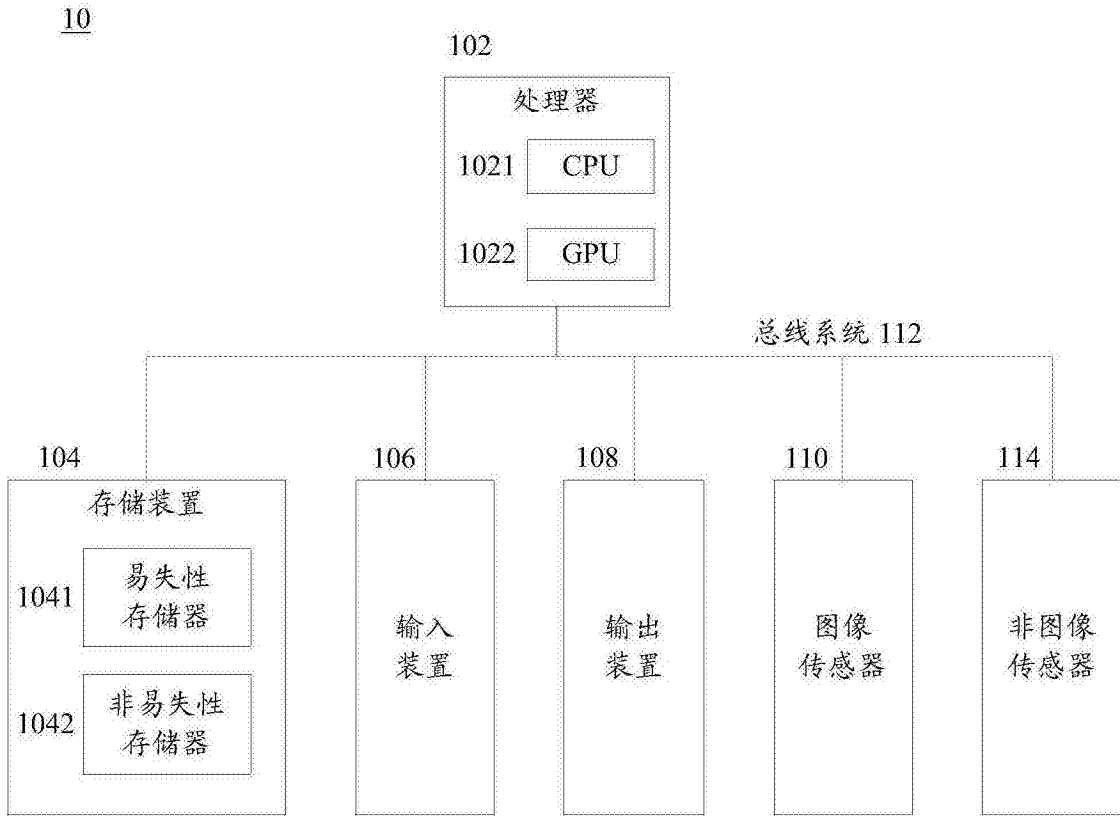 10
102
处理器
1021
CPU
1022
GPU
总线系统 112
104
存储装置
1041
易失性
存储器
1042
非易失性
存储器
106
输入
装置
108
输出
装置
110
图像
传感器
114
非图像
传感器